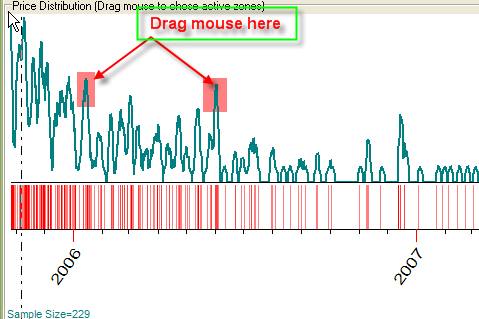 Price Distribution (Drag mouse to chose active zones)
Drag mouse here
2006
2007
Sample Size=229